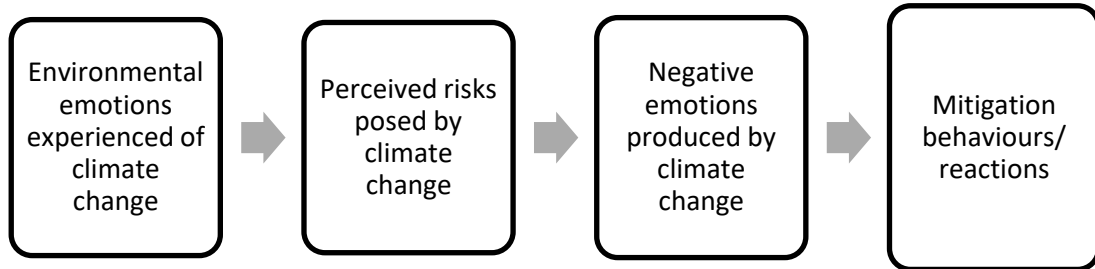 Environmental
emotions
experienced of
climate
change
Perceived risks
posed by
climate
change
Negative
emotions
produced by
climate
change
Mitigation
behaviours/
reactions